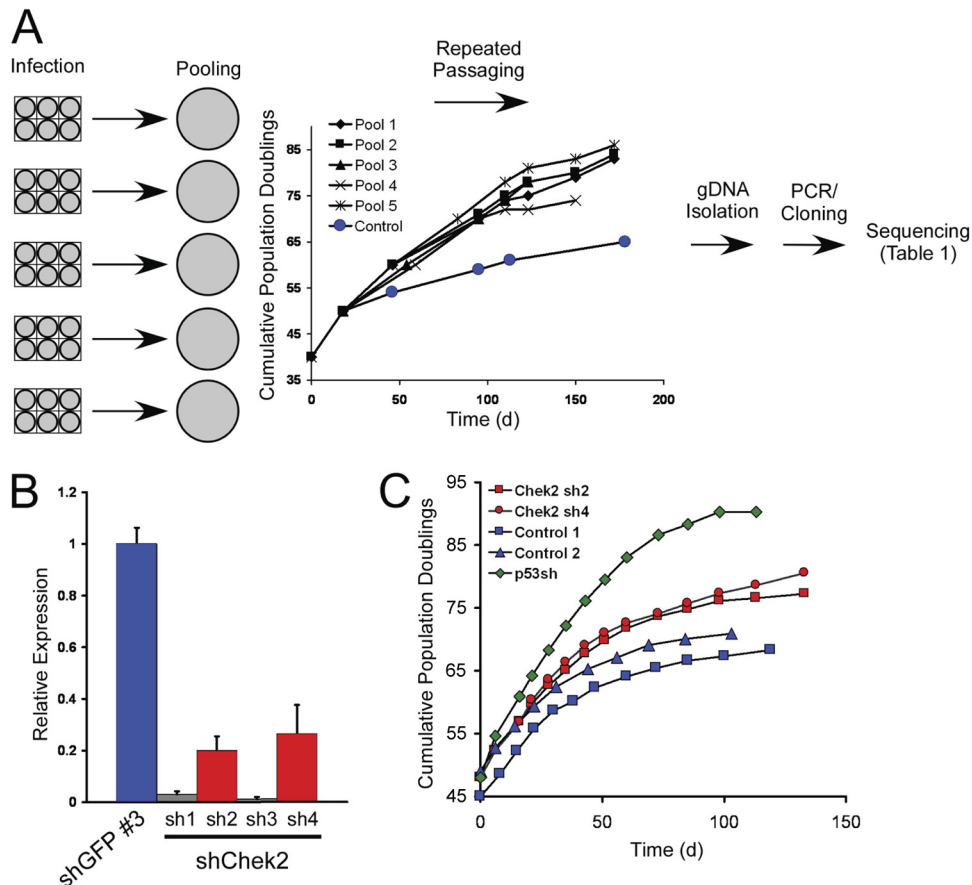 A
Infection
Pooling
Repeated
Passaging
Cumulative Population Doublings
85
75
65
55
45
35
Pool 1
Pool 2
Pool 3
Pool 4
Pool 5
Control
0
50
100
150
200
Time (d)
gDNA
Isolation
PCR/
Cloning
Sequencing
(Table 1)
B
Relative Expression
1.2
1
0.8
0.6
0.4
0.2
0
shGFP #3
sh1
sh2
sh3
sh4
shChek2
C
Cumulative Population Doublings
95
85
75
65
55
45
Chek2 sh2
Chek2 sh4
Control 1
Control 2
p53sh
0
50
100
150
Time (d)